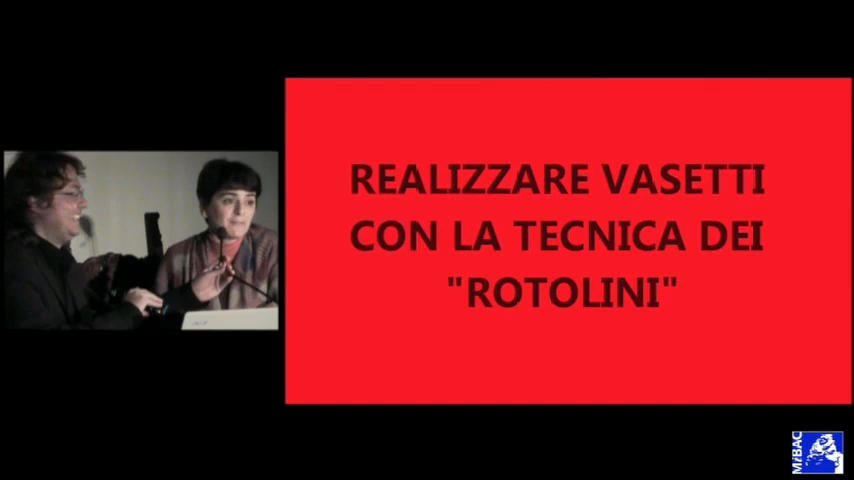 REALIZZARE VASETTI
CON LA TECNICA DEI
"ROTOLINI"
MiBAC